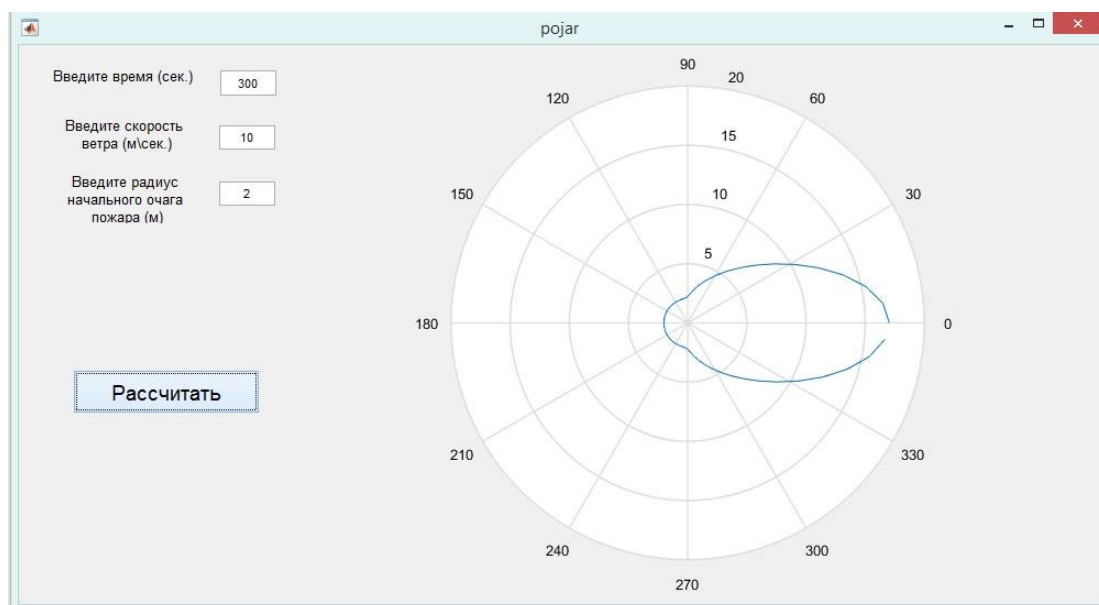 pojar
Введите время (сек.)
300
Введите скорость
ветра (м\сек.)
10
Введите радиус
начального очага
пожара (м)
2
Рассчитать
90
20
120
60
15
150
10
30
5
180
0
210
330
240
300
270